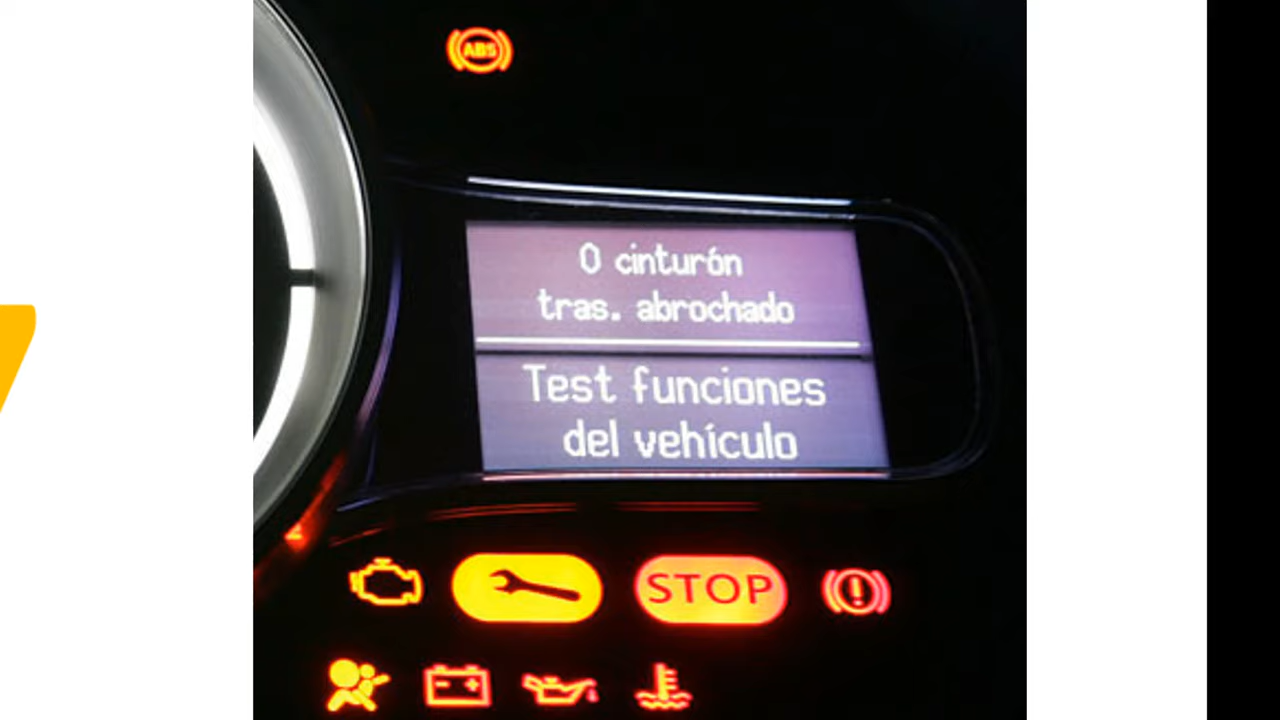 ABS
0 cinturón
tras. abrochado
Test funciones
del vehículo
STOP